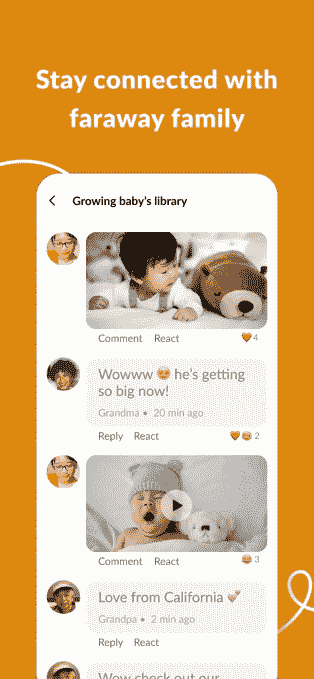 Stay connected with
faraway family
Growing baby's library
Comment React 🧡 4
Wowww 😍 he's getting
so big now!
Grandma • 20 min ago
Reply React 🧡😆 2
Comment React 😆 3
Love from California 💕
Grandpa • 2 min ago
Reply React
Wow check out our